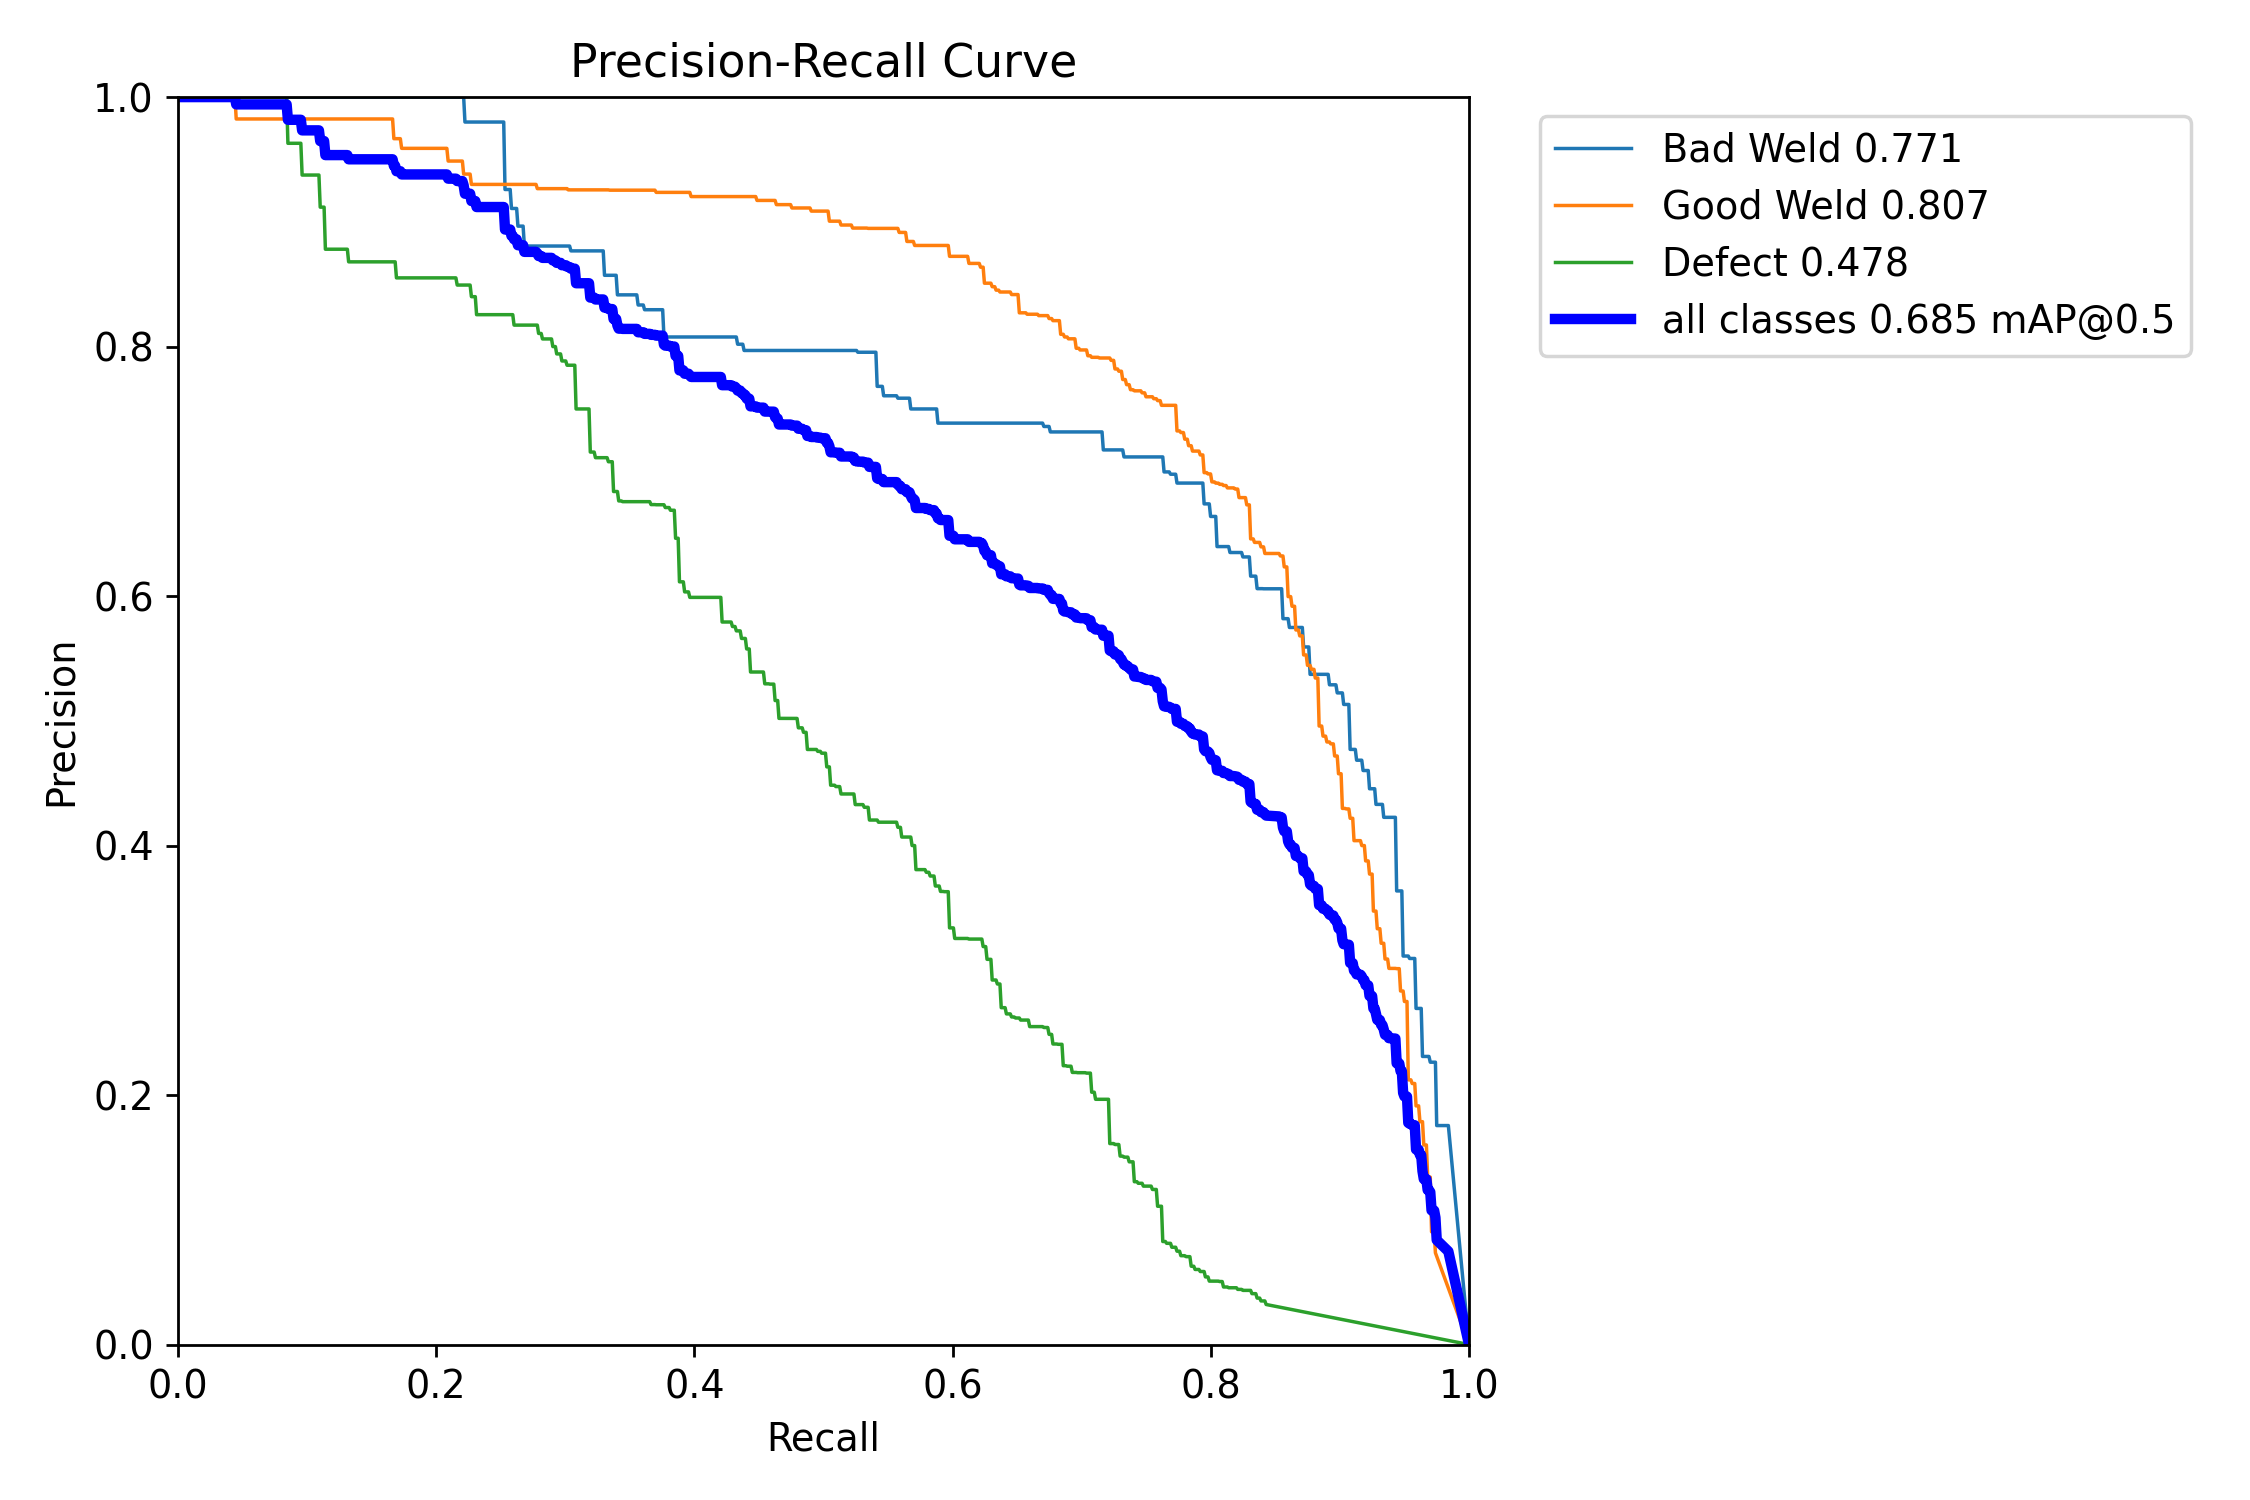 Precision-Recall Curve
1.0
0.8
0.6
0.4
0.2
0.0
Precision
0.0 0.2 0.4 0.6 0.8 1.0
Recall
Bad Weld 0.771
Good Weld 0.807
Defect 0.478
all classes 0.685 mAP@0.5